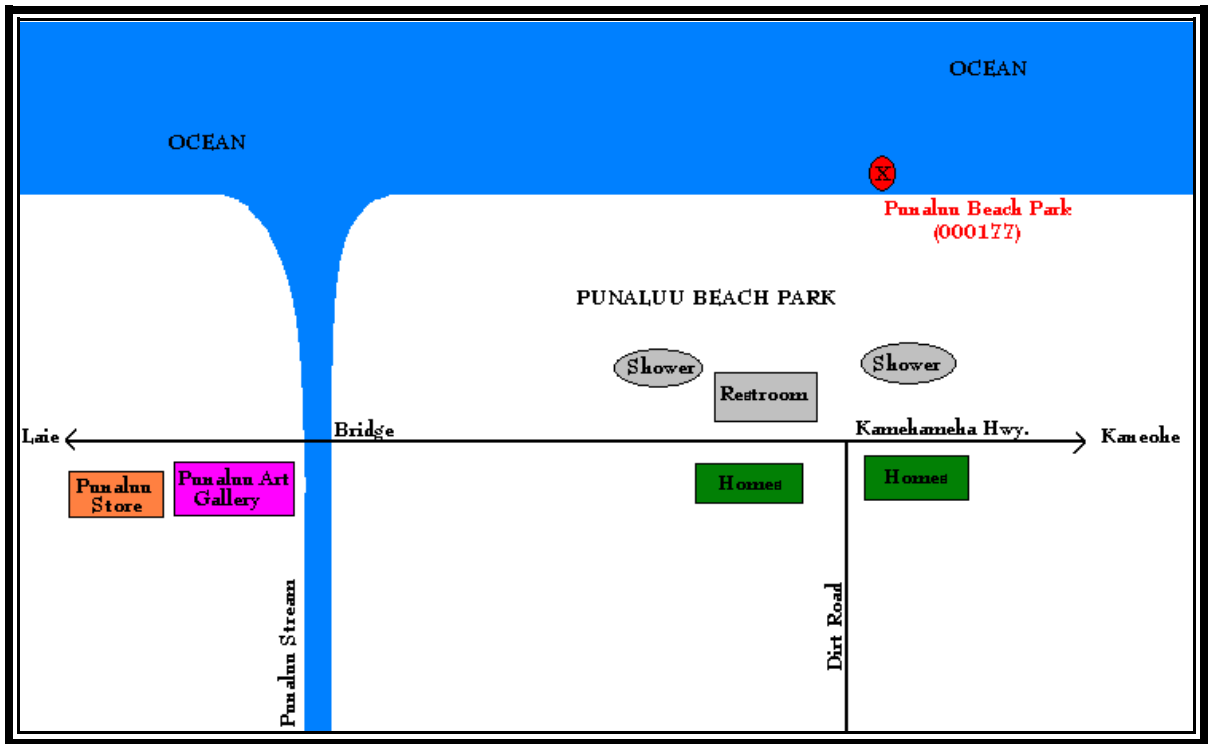 OCEAN
OCEAN
X
Punaluu Beach Park
(000177)
PUNALUU BEACH PARK
Shower
Shower
Restroom
Laie
Bridge
Kamehameha Hwy.
Kaneohe
Punaluu
Store
Punaluu Art
Gallery
Homes
Homes
Punaluu Stream
Dirt Road